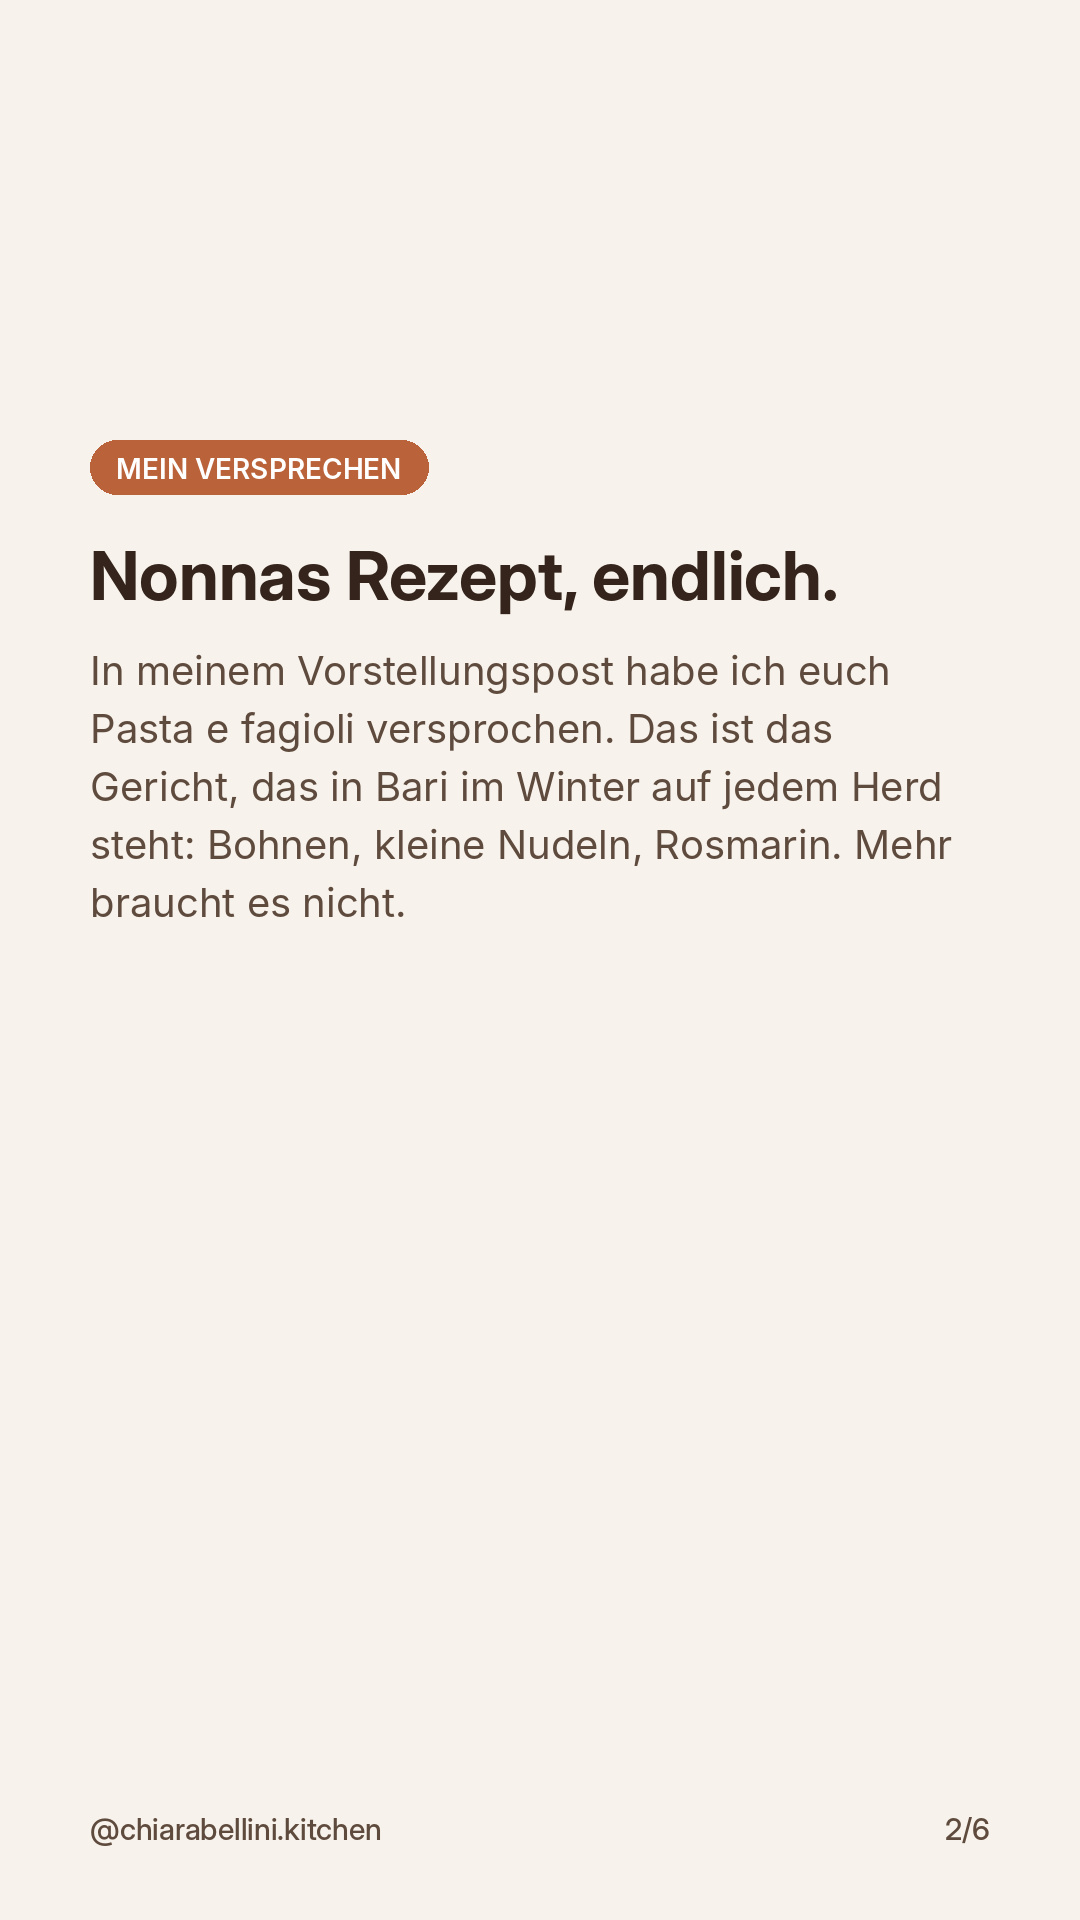 MEIN VERSPRECHEN
Nonnas Rezept, endlich.
In meinem Vorstellungspost habe ich euch
Pasta e fagioli versprochen. Das ist das
Gericht, das in Bari im Winter auf jedem Herd
steht: Bohnen, kleine Nudeln, Rosmarin. Mehr
braucht es nicht.
@chiarabellini.kitchen
2/6